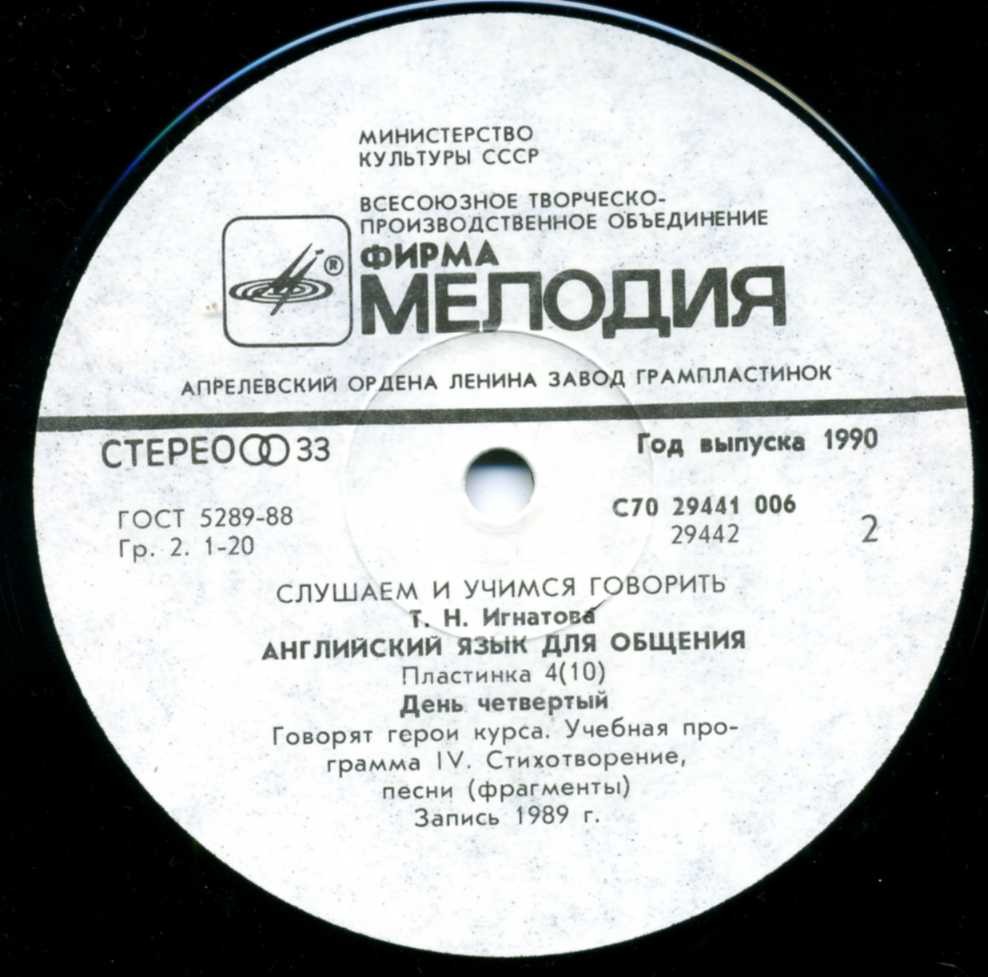 МИНИСТЕРСТВО
КУЛЬТУРЫ СССР
ВСЕСОЮЗНОЕ ТВОРЧЕСКО-
ПРОИЗВОДСТВЕННОЕ ОБЪЕДИНЕНИЕ
®
ФИРМА
МЕЛОДИЯ
АПРЕЛЕВСКИЙ ОРДЕНА ЛЕНИНА ЗАВОД ГРАМПЛАСТИНОК
СТЕРЕО 33
Год выпуска 1990
ГОСТ 5289-88
Гр. 2. 1-20
С70 29441 006
29442
2
СЛУШАЕМ И УЧИМСЯ ГОВОРИТЬ
Т. Н. Игнатова
АНГЛИЙСКИЙ ЯЗЫК ДЛЯ ОБЩЕНИЯ
Пластинка 4(10)
День четвертый
Говорят герои курса. Учебная про-
грамма IV. Стихотворение,
песни (фрагменты)
Запись 1989 г.